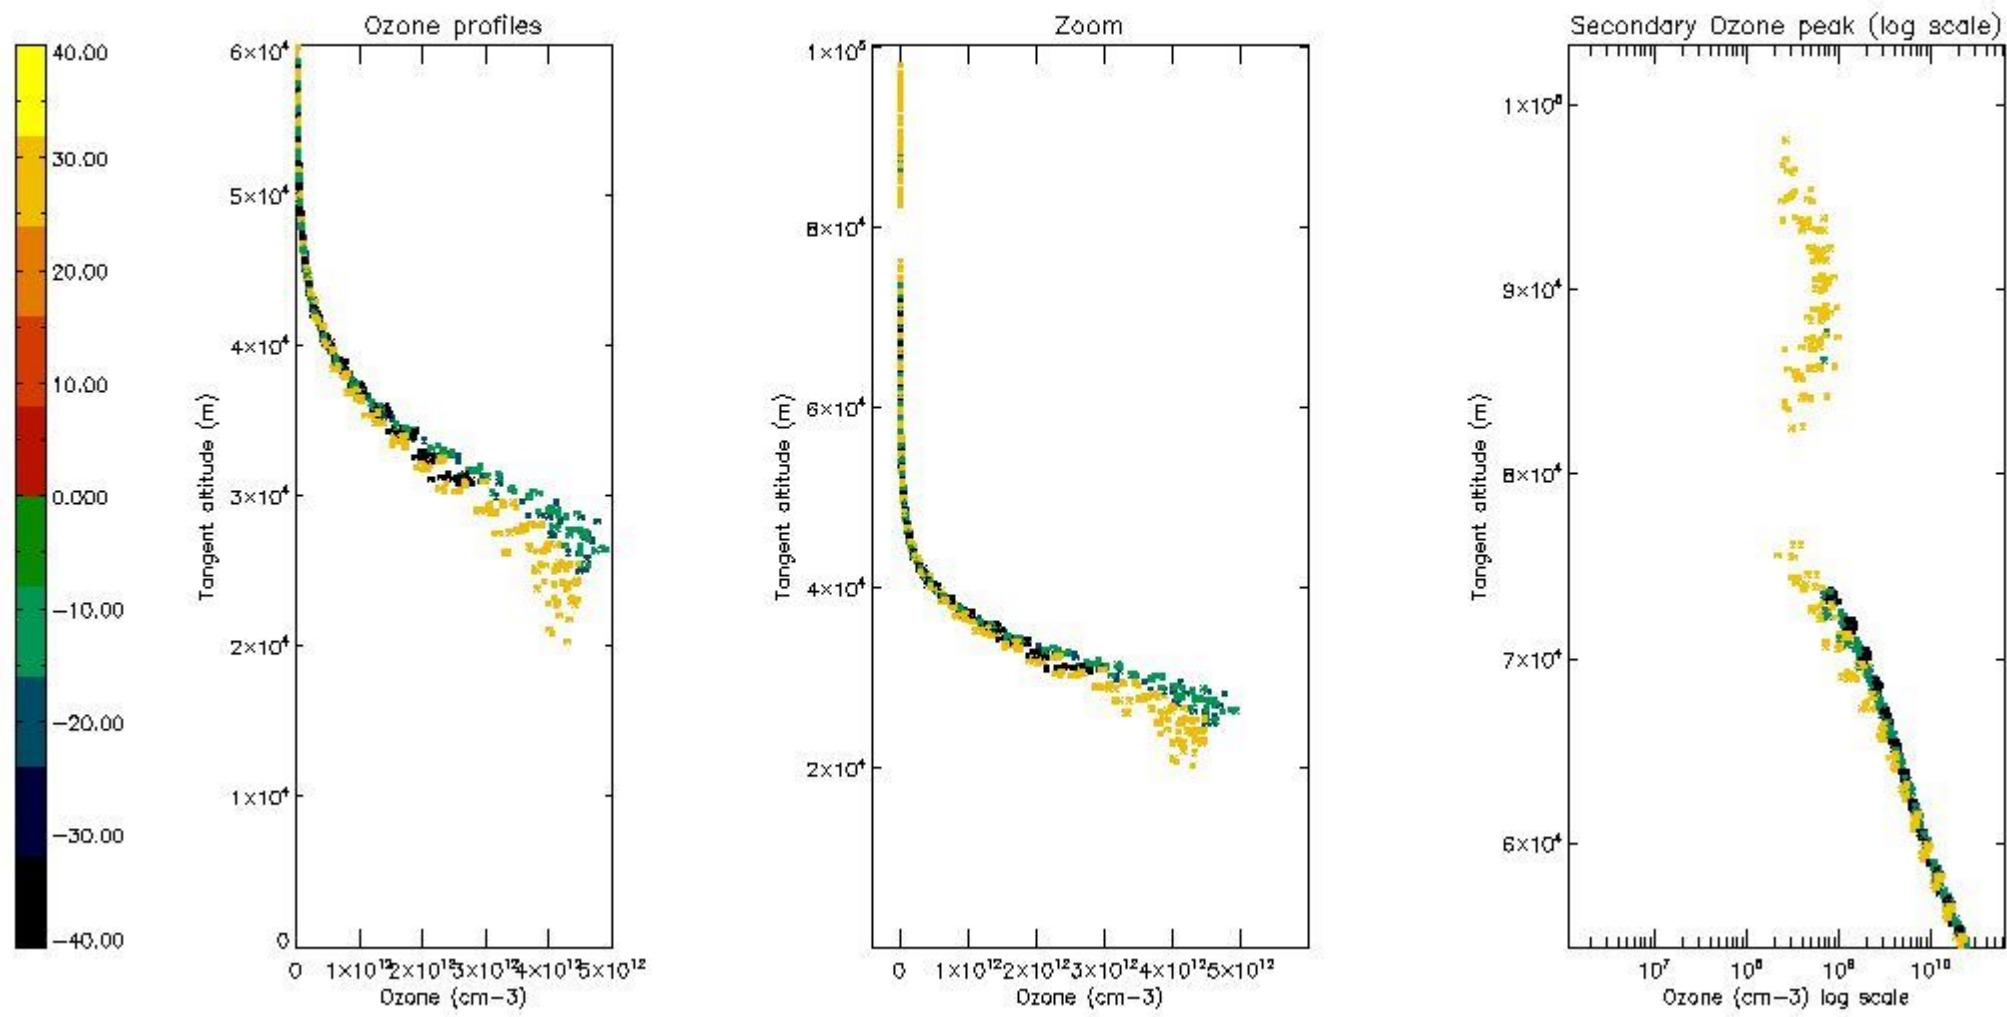 Ozone profiles
Zoom
Secondary Ozone peak (log scale)
40.00
30.00
20.00
10.00
0.000
-10.00
-20.00
-30.00
-40.00
6×10⁴
5×10⁴
4×10⁴
3×10⁴
2×10⁴
1×10⁴
0
Tangent altitude (m)
0 1×10¹² 2×10¹² 3×10¹² 4×10¹² 5×10¹²
Ozone (cm-3)
1×10⁵
8×10⁴
6×10⁴
4×10⁴
2×10⁴
Tangent altitude (m)
0 1×10¹² 2×10¹² 3×10¹² 4×10¹² 5×10¹²
Ozone (cm-3)
9×10⁴
8×10⁴
7×10⁴
6×10⁴
Tangent altitude (m)
10⁷ 10¹⁰
Ozone (cm-3) log scale